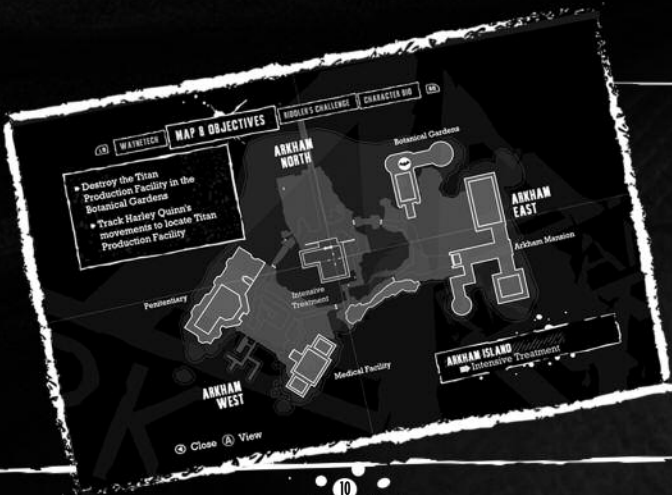 LB
WAYNETECH
MAP & OBJECTIVES
RIDDLER'S CHALLENGE
CHARACTER BIO
RB
Destroy the Titan
Production Facility in the
Botanical Gardens
Track Harley Quinn's
movements to locate Titan
Production Facility
ARKHAM
NORTH
Botanical Gardens
ARKHAM
EAST
Arkham Mansion
Penitentiary
Intensive
Treatment
Medical Facility
ARKHAM
WEST
ARKHAM ISLAND
Intensive Treatment
Close A View
10